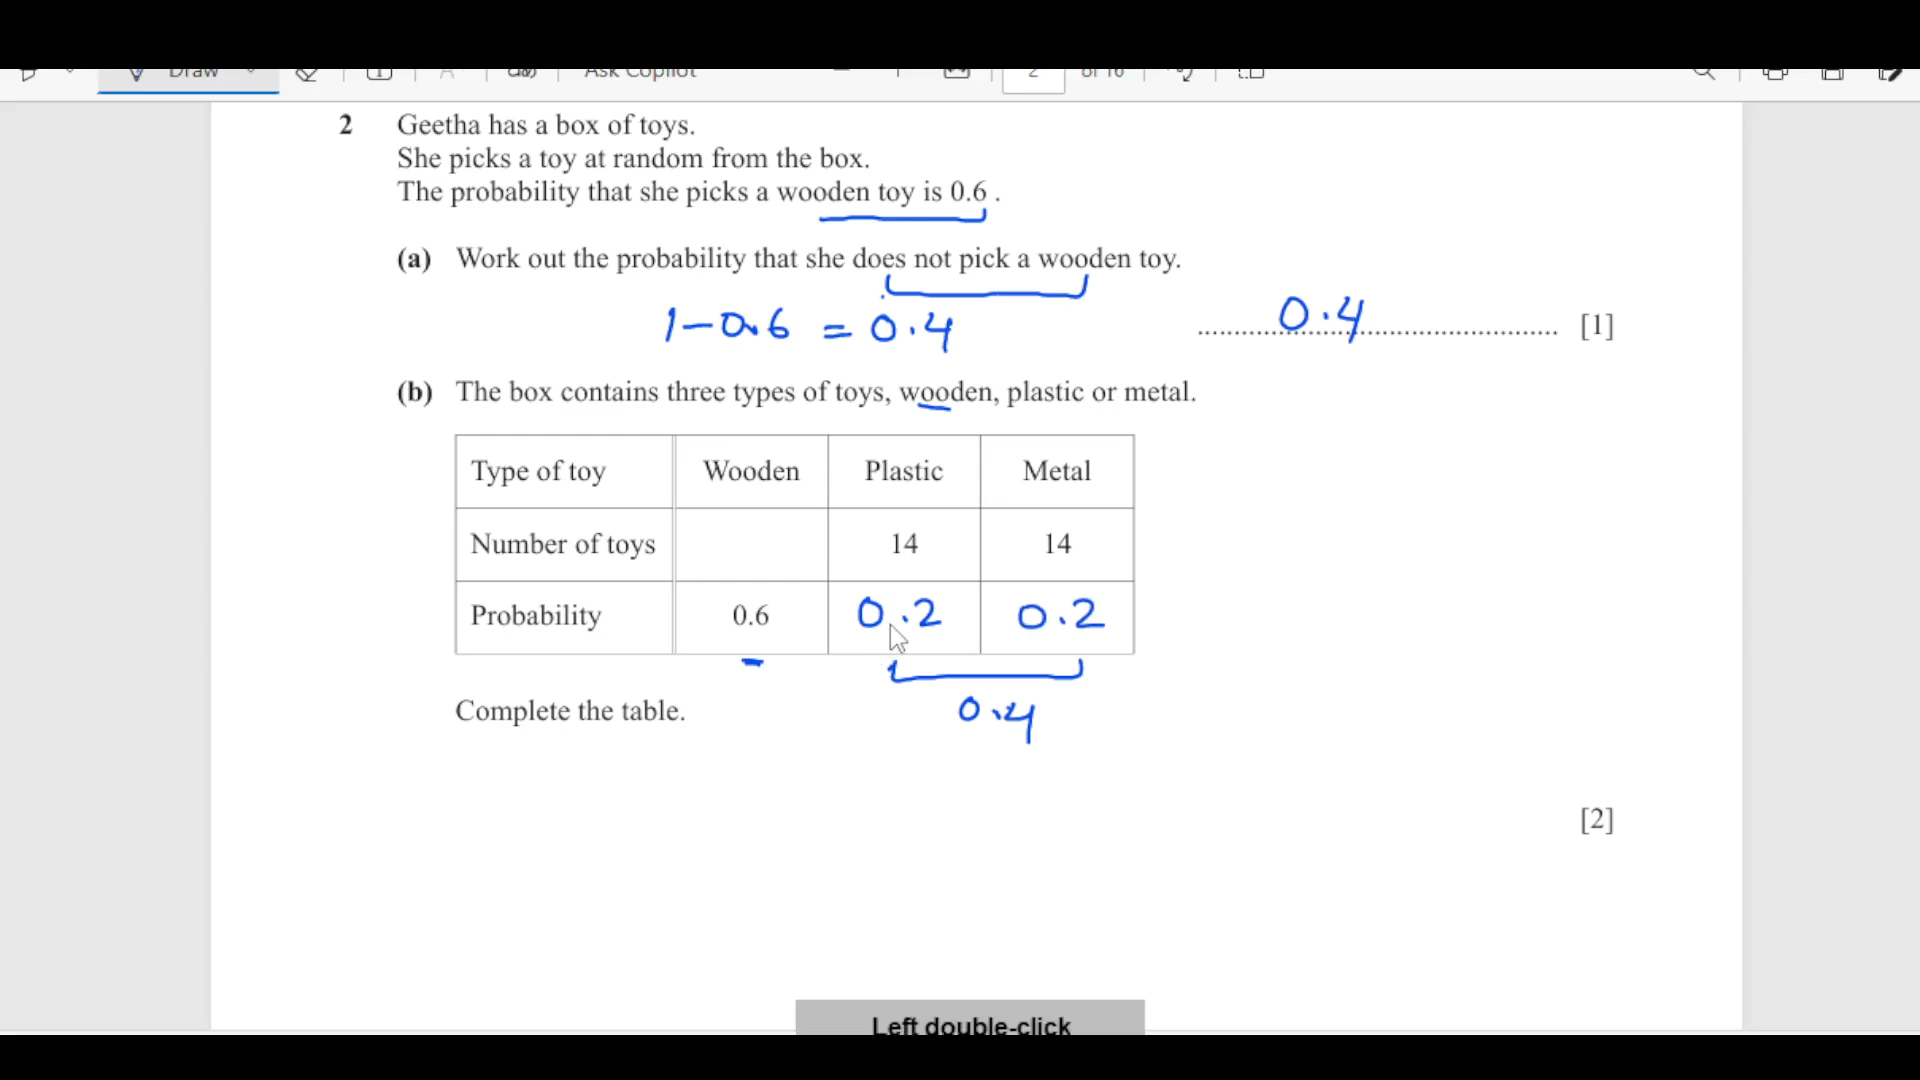 Draw
Ask Copilot
2 of 16
2 Geetha has a box of toys.
She picks a toy at random from the box.
The probability that she picks a wooden toy is 0.6 .
(a) Work out the probability that she does not pick a wooden toy.
1-0.6 = 0.4
0.4 [1]
(b) The box contains three types of toys, wooden, plastic or metal.
Type of toy Wooden Plastic Metal
Number of toys 14 14
Probability 0.6 0.2 0.2
0.4
Complete the table.
[2]
Left double-click